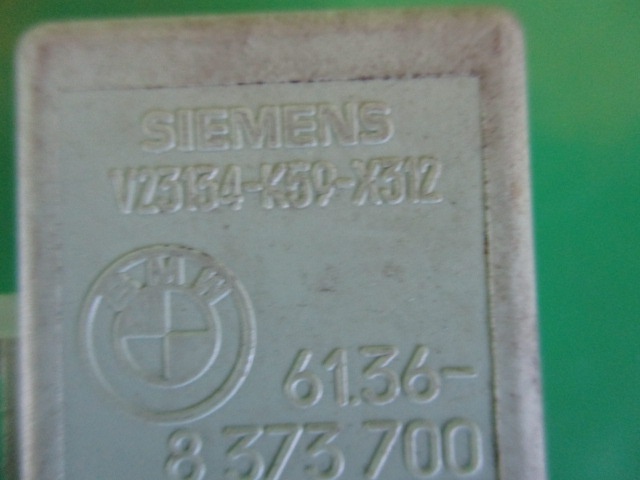 SIEMENS
V23134-K59-X312
BMW
61.36-
8 373 700